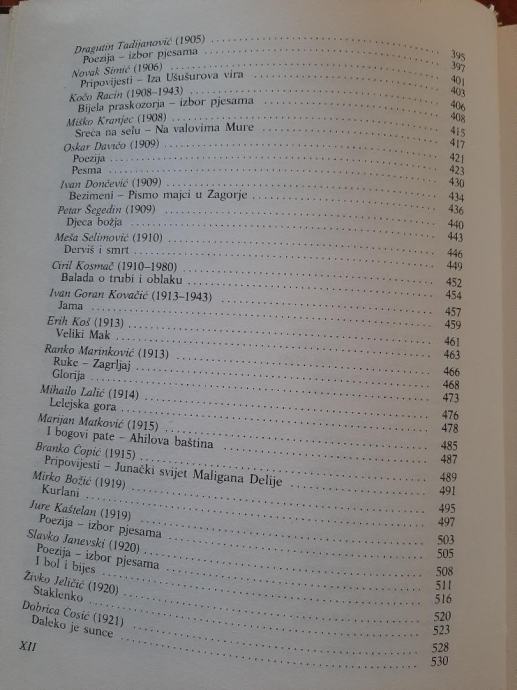 Dragutin Tadijanović (1905) 395
Poezija – izbor pjesama 397
Novak Simić (1906) 401
Pripovijesti – Iza Ušušurova vira 403
Kočo Racin (1908–1943) 406
Bijela praskozorja – izbor pjesama 408
Miško Kranjec (1908) 415
Sreća na selu – Na valovima Mure 417
Oskar Davičo (1909) 421
Poezija 423
Pesma 430
Ivan Dončević (1909) 434
Bezimeni – Pismo majci u Zagorje 436
Petar Šegedin (1909) 440
Djeca božja 443
Meša Selimović (1910) 446
Derviš i smrt 449
Ciril Kosmač (1910–1980) 452
Balada o trubi i oblaku 454
Ivan Goran Kovačić (1913–1943) 457
Jama 459
Erih Koš (1913) 461
Veliki Mak 463
Ranko Marinković (1913) 466
Ruke – Zagrljaj 468
Glorija 473
Mihailo Lalić (1914) 476
Lelejska gora 478
Marijan Matković (1915) 485
I bogovi pate – Ahilova baština 487
Branko Ćopić (1915) 489
Pripovijesti – Junački svijet Maligana Delije 491
Mirko Božić (1919) 495
Kurlani 497
Jure Kaštelan (1919) 503
Poezija – izbor pjesama 505
Slavko Janevski (1920) 508
Poezija – izbor pjesama 511
I bol i bijes 516
Živko Jeličić (1920) 520
Staklenko 523
Dobrica Ćosić (1921) 528
Daleko je sunce 530
XII